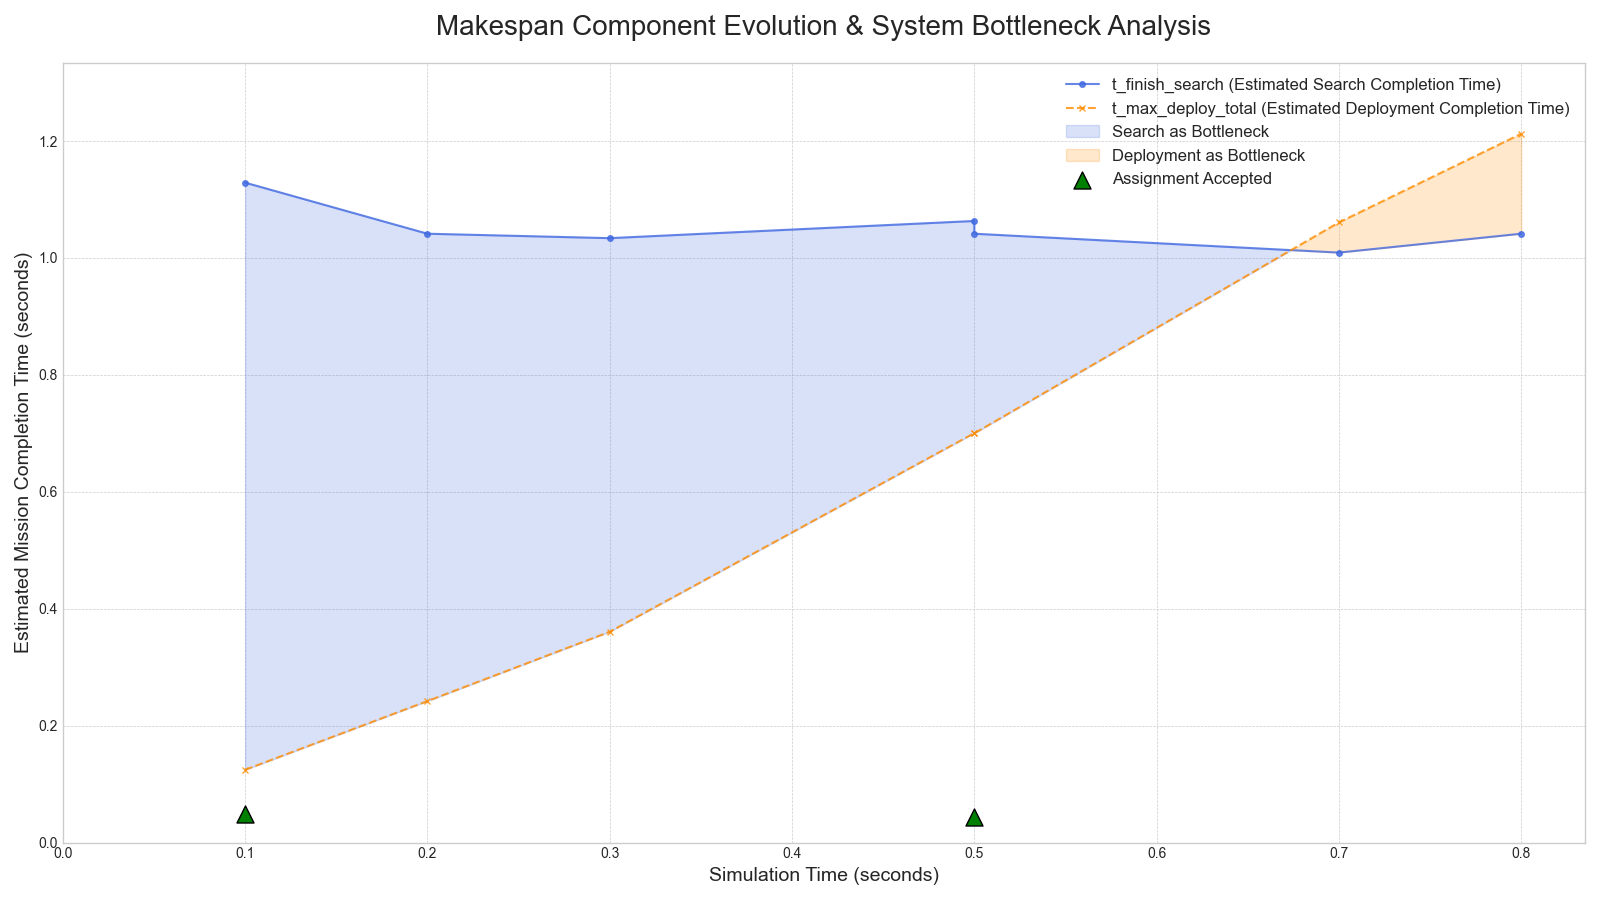 Makespan Component Evolution & System Bottleneck Analysis
t_finish_search (Estimated Search Completion Time)
t_max_deploy_total (Estimated Deployment Completion Time)
Search as Bottleneck
Deployment as Bottleneck
Assignment Accepted
Estimated Mission Completion Time (seconds)
1.2
1.0
0.8
0.6
0.4
0.2
0.0
0.0 0.1 0.2 0.3 0.4 0.5 0.6 0.7 0.8
Simulation Time (seconds)